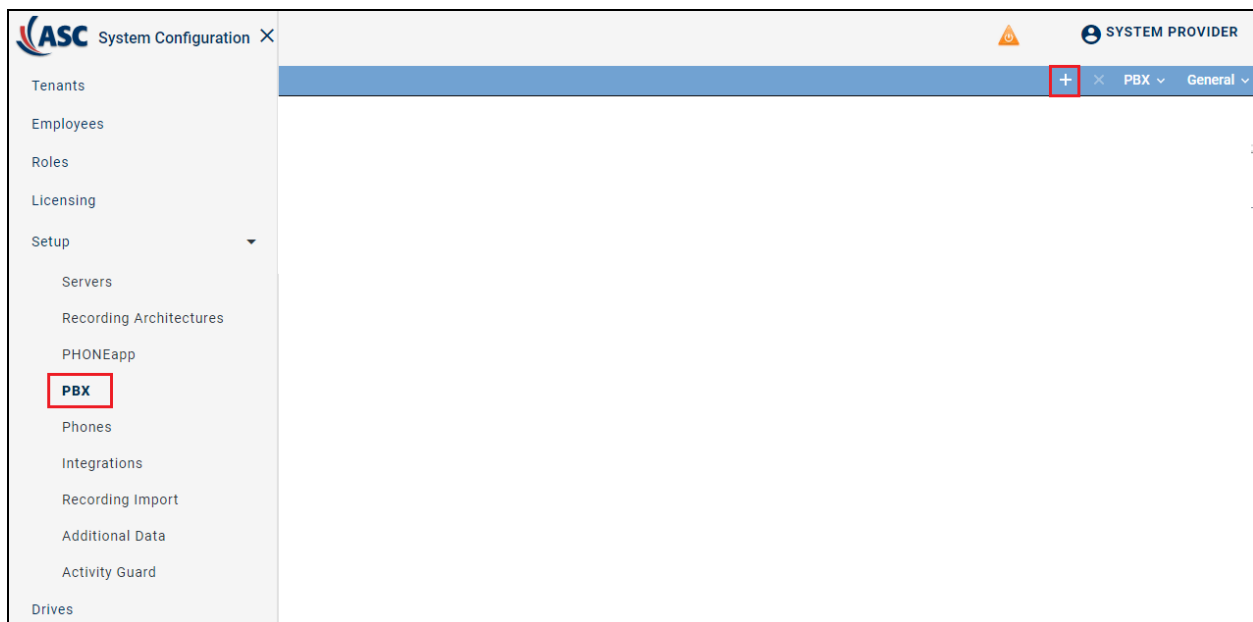 ASC System Configuration
SYSTEM PROVIDER
PBX General
Tenants
Employees
Roles
Licensing
Setup
Servers
Recording Architectures
PHONEapp
PBX
Phones
Integrations
Recording Import
Additional Data
Activity Guard
Drives